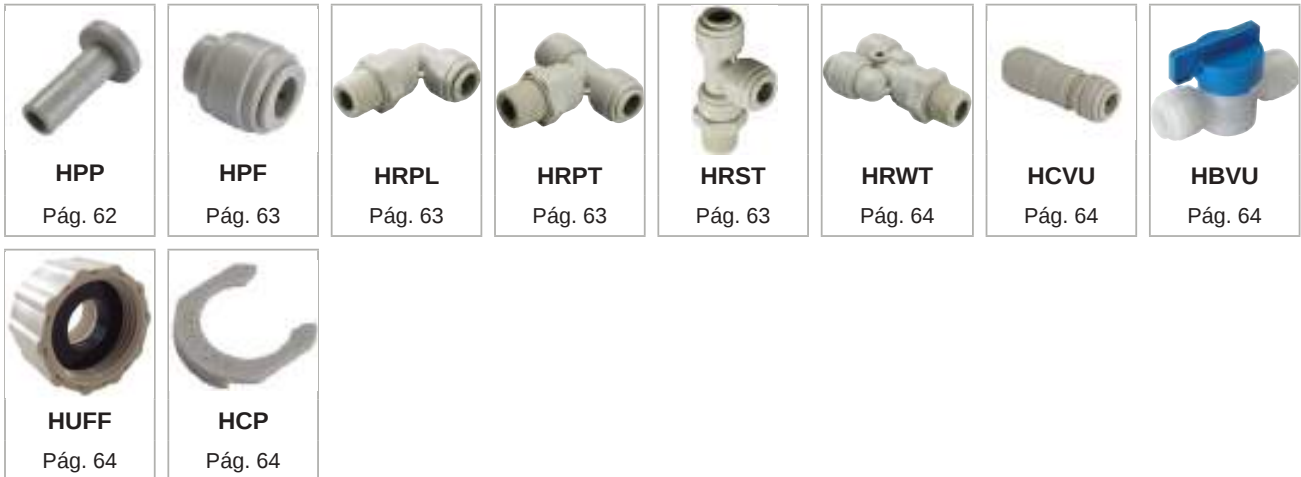 HPP
Pág. 62
HPF
Pág. 63
HRPL
Pág. 63
HRPT
Pág. 63
HRST
Pág. 63
HRWT
Pág. 64
HCVU
Pág. 64
HBVU
Pág. 64
HUFF
Pág. 64
HCP
Pág. 64